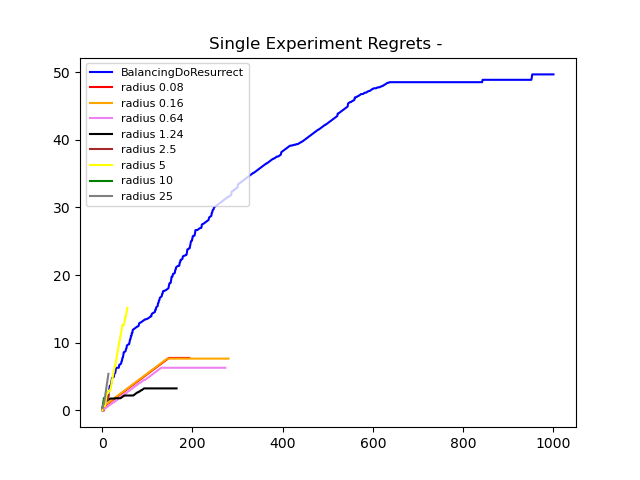 Single Experiment Regrets -
BalancingDoResurrect
radius 0.08
radius 0.16
radius 0.64
radius 1.24
radius 2.5
radius 5
radius 10
radius 25
50
40
30
20
10
0
0 200 400 600 800 1000